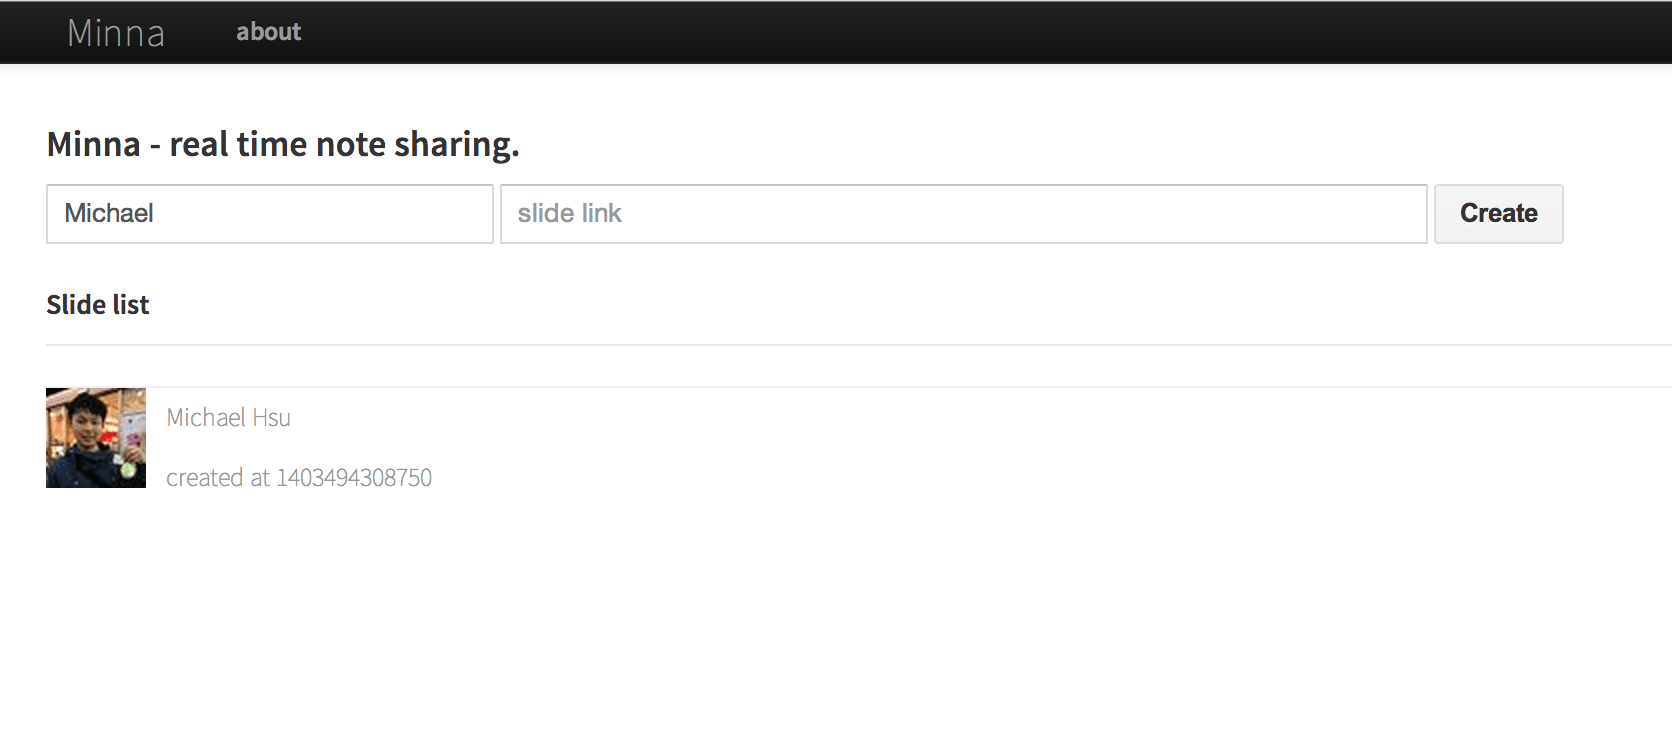 Minna about
Minna - real time note sharing.
Michael slide link Create
Slide list
Michael Hsu
created at 1403494308750